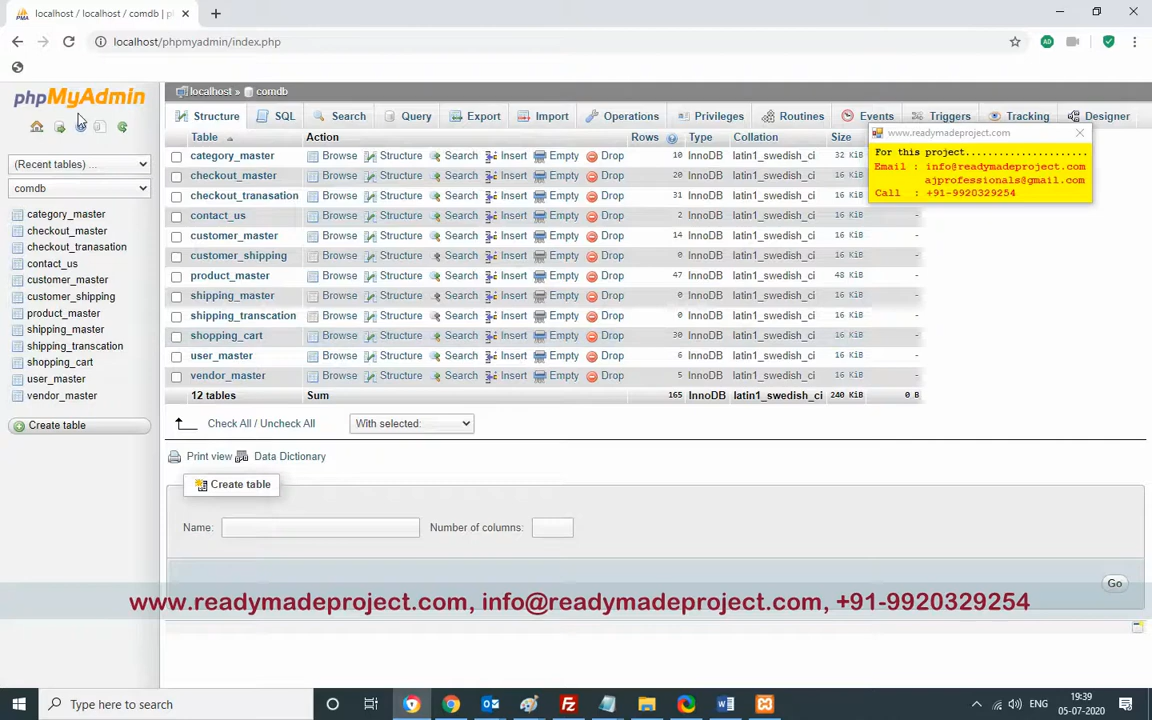 localhost / localhost / comdb | p
localhost/phpmyadmin/index.php
phpMyAdmin
(Recent tables) ...
comdb
category_master
checkout_master
checkout_tranasation
contact_us
customer_master
customer_shipping
product_master
shipping_master
shipping_transcation
shopping_cart
user_master
vendor_master
Create table
localhost » comdb
Structure SQL Search Query Export Import Operations Privileges Routines Events Triggers Tracking Designer
Table Action Rows Type Collation Size
category_master Browse Structure Search Insert Empty Drop 10 InnoDB latin1_swedish_ci 32 KiB
checkout_master Browse Structure Search Insert Empty Drop 20 InnoDB latin1_swedish_ci 16 KiB
checkout_tranasation Browse Structure Search Insert Empty Drop 31 InnoDB latin1_swedish_ci 16 KiB
contact_us Browse Structure Search Insert Empty Drop 2 InnoDB latin1_swedish_ci 16 KiB -
customer_master Browse Structure Search Insert Empty Drop 14 InnoDB latin1_swedish_ci 16 KiB -
customer_shipping Browse Structure Search Insert Empty Drop 0 InnoDB latin1_swedish_ci 16 KiB -
product_master Browse Structure Search Insert Empty Drop 47 InnoDB latin1_swedish_ci 48 KiB -
shipping_master Browse Structure Search Insert Empty Drop 0 InnoDB latin1_swedish_ci 16 KiB -
shipping_transcation Browse Structure Search Insert Empty Drop 0 InnoDB latin1_swedish_ci 16 KiB -
shopping_cart Browse Structure Search Insert Empty Drop 30 InnoDB latin1_swedish_ci 16 KiB -
user_master Browse Structure Search Insert Empty Drop 6 InnoDB latin1_swedish_ci 16 KiB -
vendor_master Browse Structure Search Insert Empty Drop 5 InnoDB latin1_swedish_ci 16 KiB -
12 tables Sum 165 InnoDB latin1_swedish_ci 240 KiB 0 B
www.readymadeproject.com
For this project.....................
Email : info@readymadeproject.com
ajprofessionals@gmail.com
Call : +91-9920329254
Check All / Uncheck All With selected:
Print view Data Dictionary
Create table
Name: Number of columns:
Go
www.readymadeproject.com, info@readymadeproject.com, +91-9920329254
Type here to search
ENG
19:39
05-07-2020